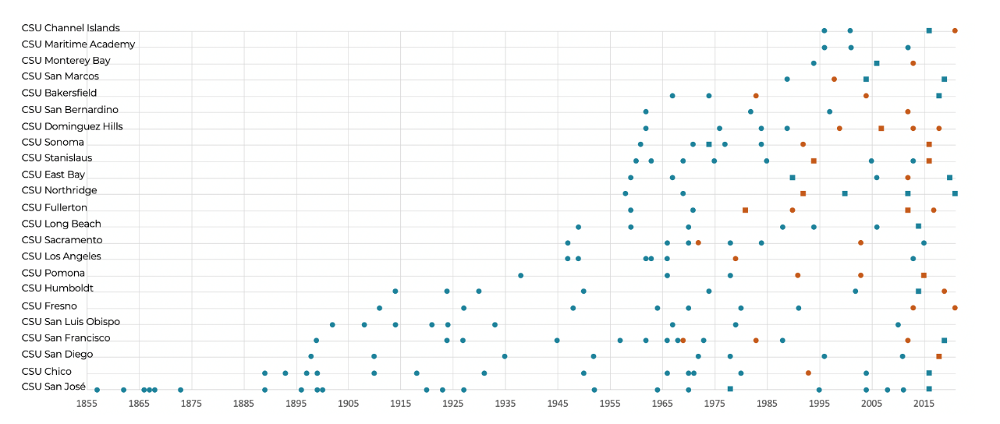 CSU Channel Islands
CSU Maritime Academy
CSU Monterey Bay
CSU San Marcos
CSU Bakersfield
CSU San Bernardino
CSU Dominguez Hills
CSU Sonoma
CSU Stanislaus
CSU East Bay
CSU Northridge
CSU Fullerton
CSU Long Beach
CSU Sacramento
CSU Los Angeles
CSU Pomona
CSU Humboldt
CSU Fresno
CSU San Luis Obispo
CSU San Francisco
CSU San Diego
CSU Chico
CSU San José
1855 1865 1875 1885 1895 1905 1915 1925 1935 1945 1955 1965 1975 1985 1995 2005 2015